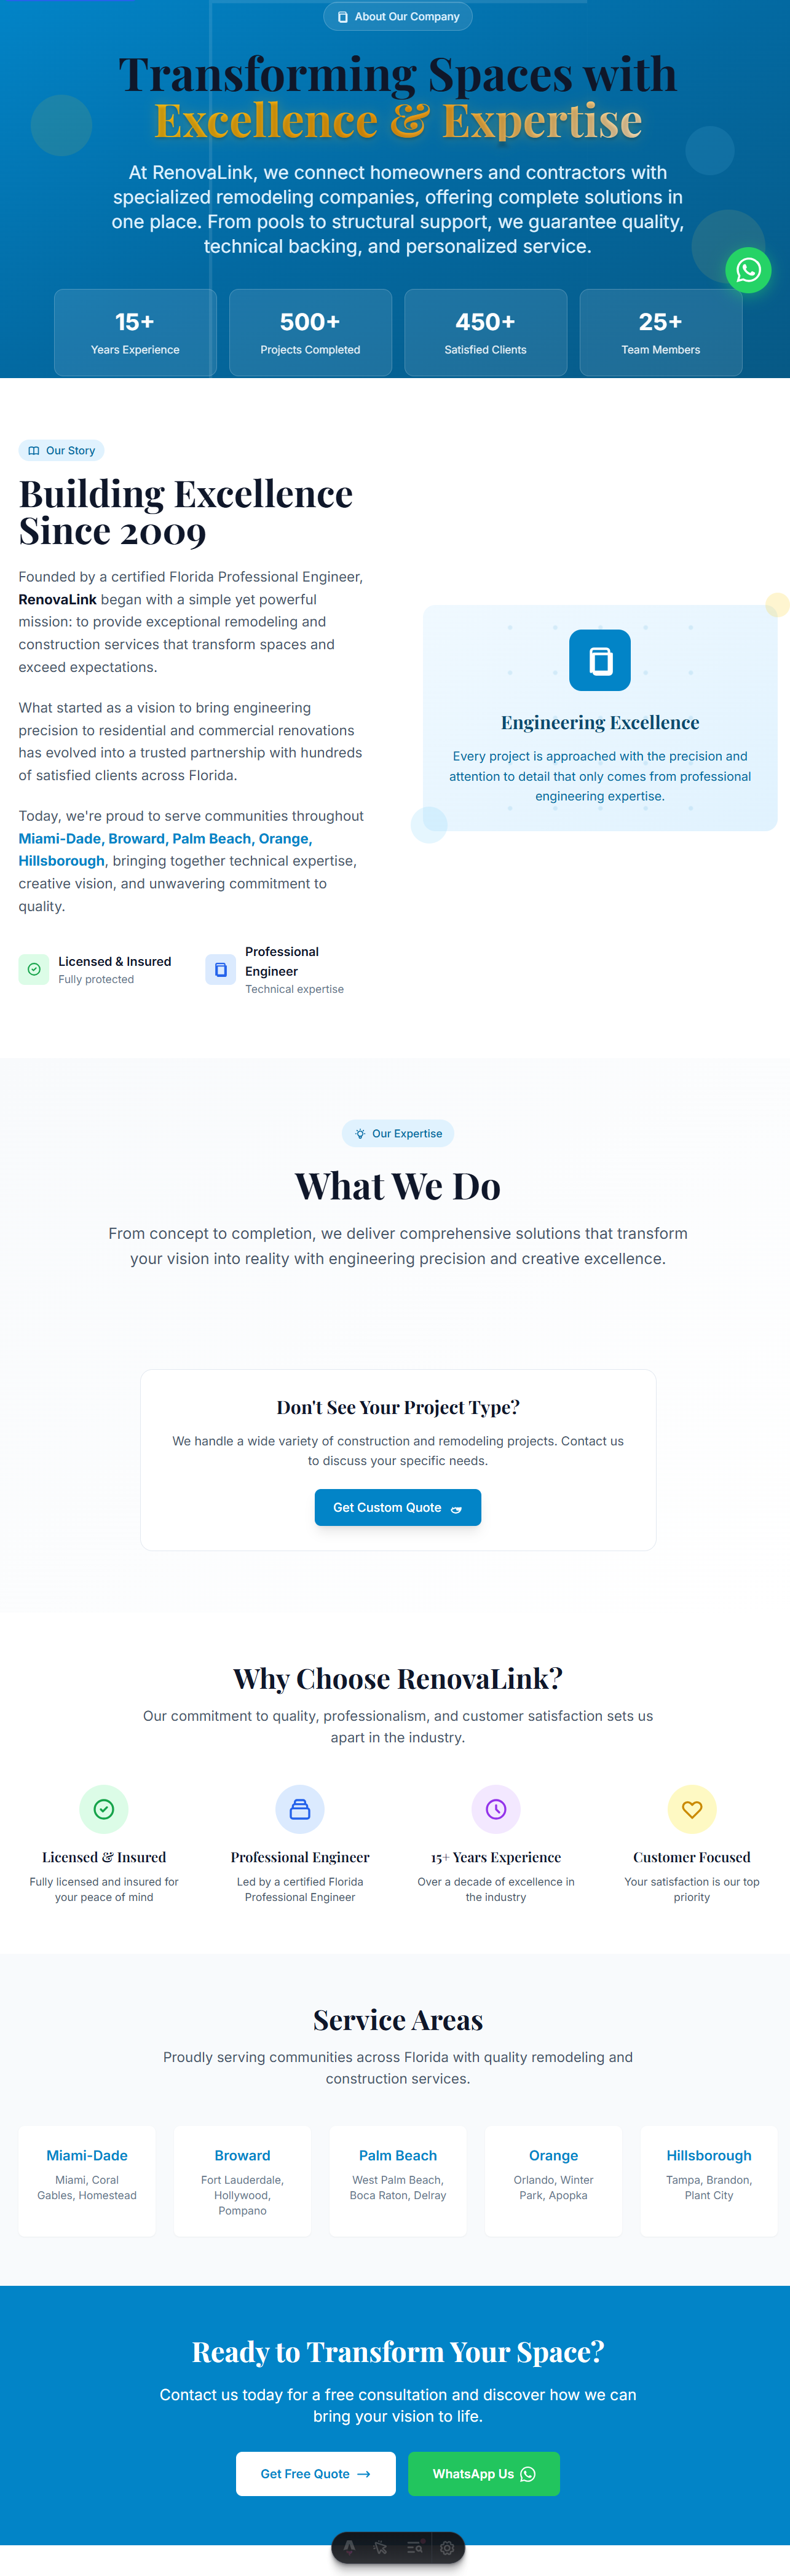 About Our Company
Transforming Spaces with
Excellence & Expertise
At RenovaLink, we connect homeowners and contractors with
specialized remodeling companies, offering complete solutions in
one place. From pools to structural support, we guarantee quality,
technical backing, and personalized service.
15+
Years Experience
500+
Projects Completed
450+
Satisfied Clients
25+
Team Members
Our Story
Building Excellence
Since 2009
Founded by a certified Florida Professional Engineer,
RenovaLink began with a simple yet powerful
mission: to provide exceptional remodeling and
construction services that transform spaces and
exceed expectations.
What started as a vision to bring engineering
precision to residential and commercial renovations
has evolved into a trusted partnership with hundreds
of satisfied clients across Florida.
Today, we're proud to serve communities throughout
Miami-Dade, Broward, Palm Beach, Orange,
Hillsborough, bringing together technical expertise,
creative vision, and unwavering commitment to
quality.
Licensed & Insured
Fully protected
Professional
Engineer
Technical expertise
Engineering Excellence
Every project is approached with the precision and
attention to detail that only comes from professional
engineering expertise.
Our Expertise
What We Do
From concept to completion, we deliver comprehensive solutions that transform
your vision into reality with engineering precision and creative excellence.
Don't See Your Project Type?
We handle a wide variety of construction and remodeling projects. Contact us
to discuss your specific needs.
Get Custom Quote
Why Choose RenovaLink?
Our commitment to quality, professionalism, and customer satisfaction sets us
apart in the industry.
Licensed & Insured
Fully licensed and insured for
your peace of mind
Professional Engineer
Led by a certified Florida
Professional Engineer
15+ Years Experience
Over a decade of excellence in
the industry
Customer Focused
Your satisfaction is our top
priority
Service Areas
Proudly serving communities across Florida with quality remodeling and
construction services.
Miami-Dade
Miami, Coral
Gables, Homestead
Broward
Fort Lauderdale,
Hollywood,
Pompano
Palm Beach
West Palm Beach,
Boca Raton, Delray
Orange
Orlando, Winter
Park, Apopka
Hillsborough
Tampa, Brandon,
Plant City
Ready to Transform Your Space?
Contact us today for a free consultation and discover how we can
bring your vision to life.
Get Free Quote →
WhatsApp Us